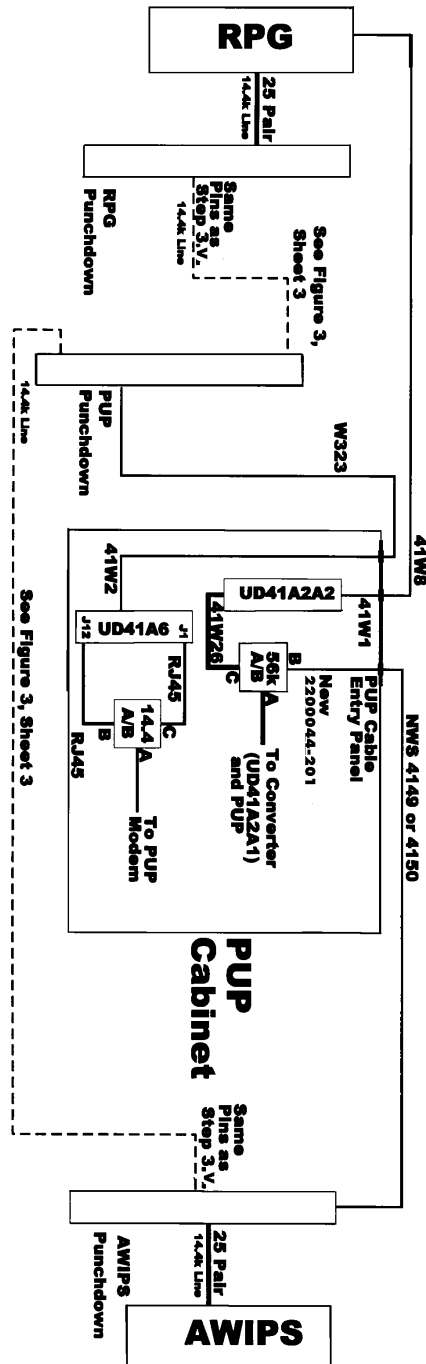 RPG
25 Pair
14.4k Line
RPG
Punchdown
Same
Pins as
Step 3.V.
14.4k Line
See Figure 3,
Sheet 3
PUP
Punchdown
14.4k Line
W323
41W8
41W2
41W1
UD41A2A2
UD41A6
J1
J12
41W26
RJ45
RJ45
56k
A/B
A
B
C
14.4
A/B
A
B
C
PUP Cable
Entry Panel
New
2200044-201
To Converter
(UD41A2A1)
and PUP
To PUP
Modem
NWS 4149 or 4150
See Figure 3, Sheet 3
PUP
Cabinet
Same
Pins as
Step 3.V.
25 Pair
14.4k Line
AWIPS
Punchdown
AWIPS